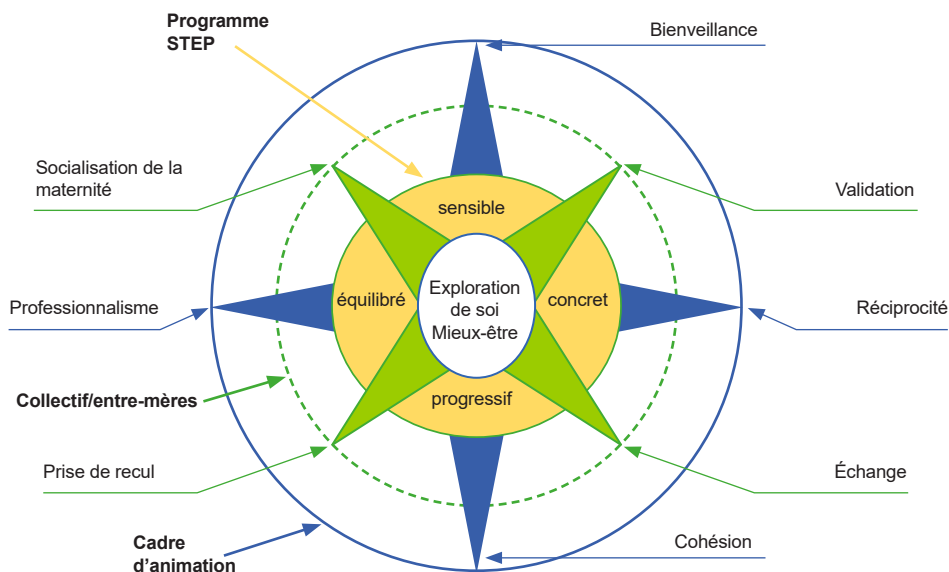 Programme
STEP
Bienveillance
Socialisation de la
maternité
Validation
sensible
Professionnalisme
équilibré
Exploration
de soi
Mieux-être
concret
Réciprocité
Collectif/entre-mères
progressif
Prise de recul
Échange
Cadre
d'animation
Cohésion